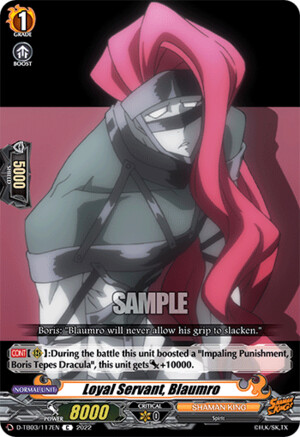 1
GRADE
BOOST
SHIELD
5000
SAMPLE
Boris: "Blaumro will never allow his grip to slacken."
CONT [ ]:During the battle this unit boosted a "Impaling Punishment,
Boris Tepes Dracula", this unit gets +10000.
NORMAL UNIT
Loyal Servant, Blaumro
D-TB03/117EN C 2022
©H.K/SK,TX
POWER
8000
CRITICAL
0
SHAMAN KING
Spirit